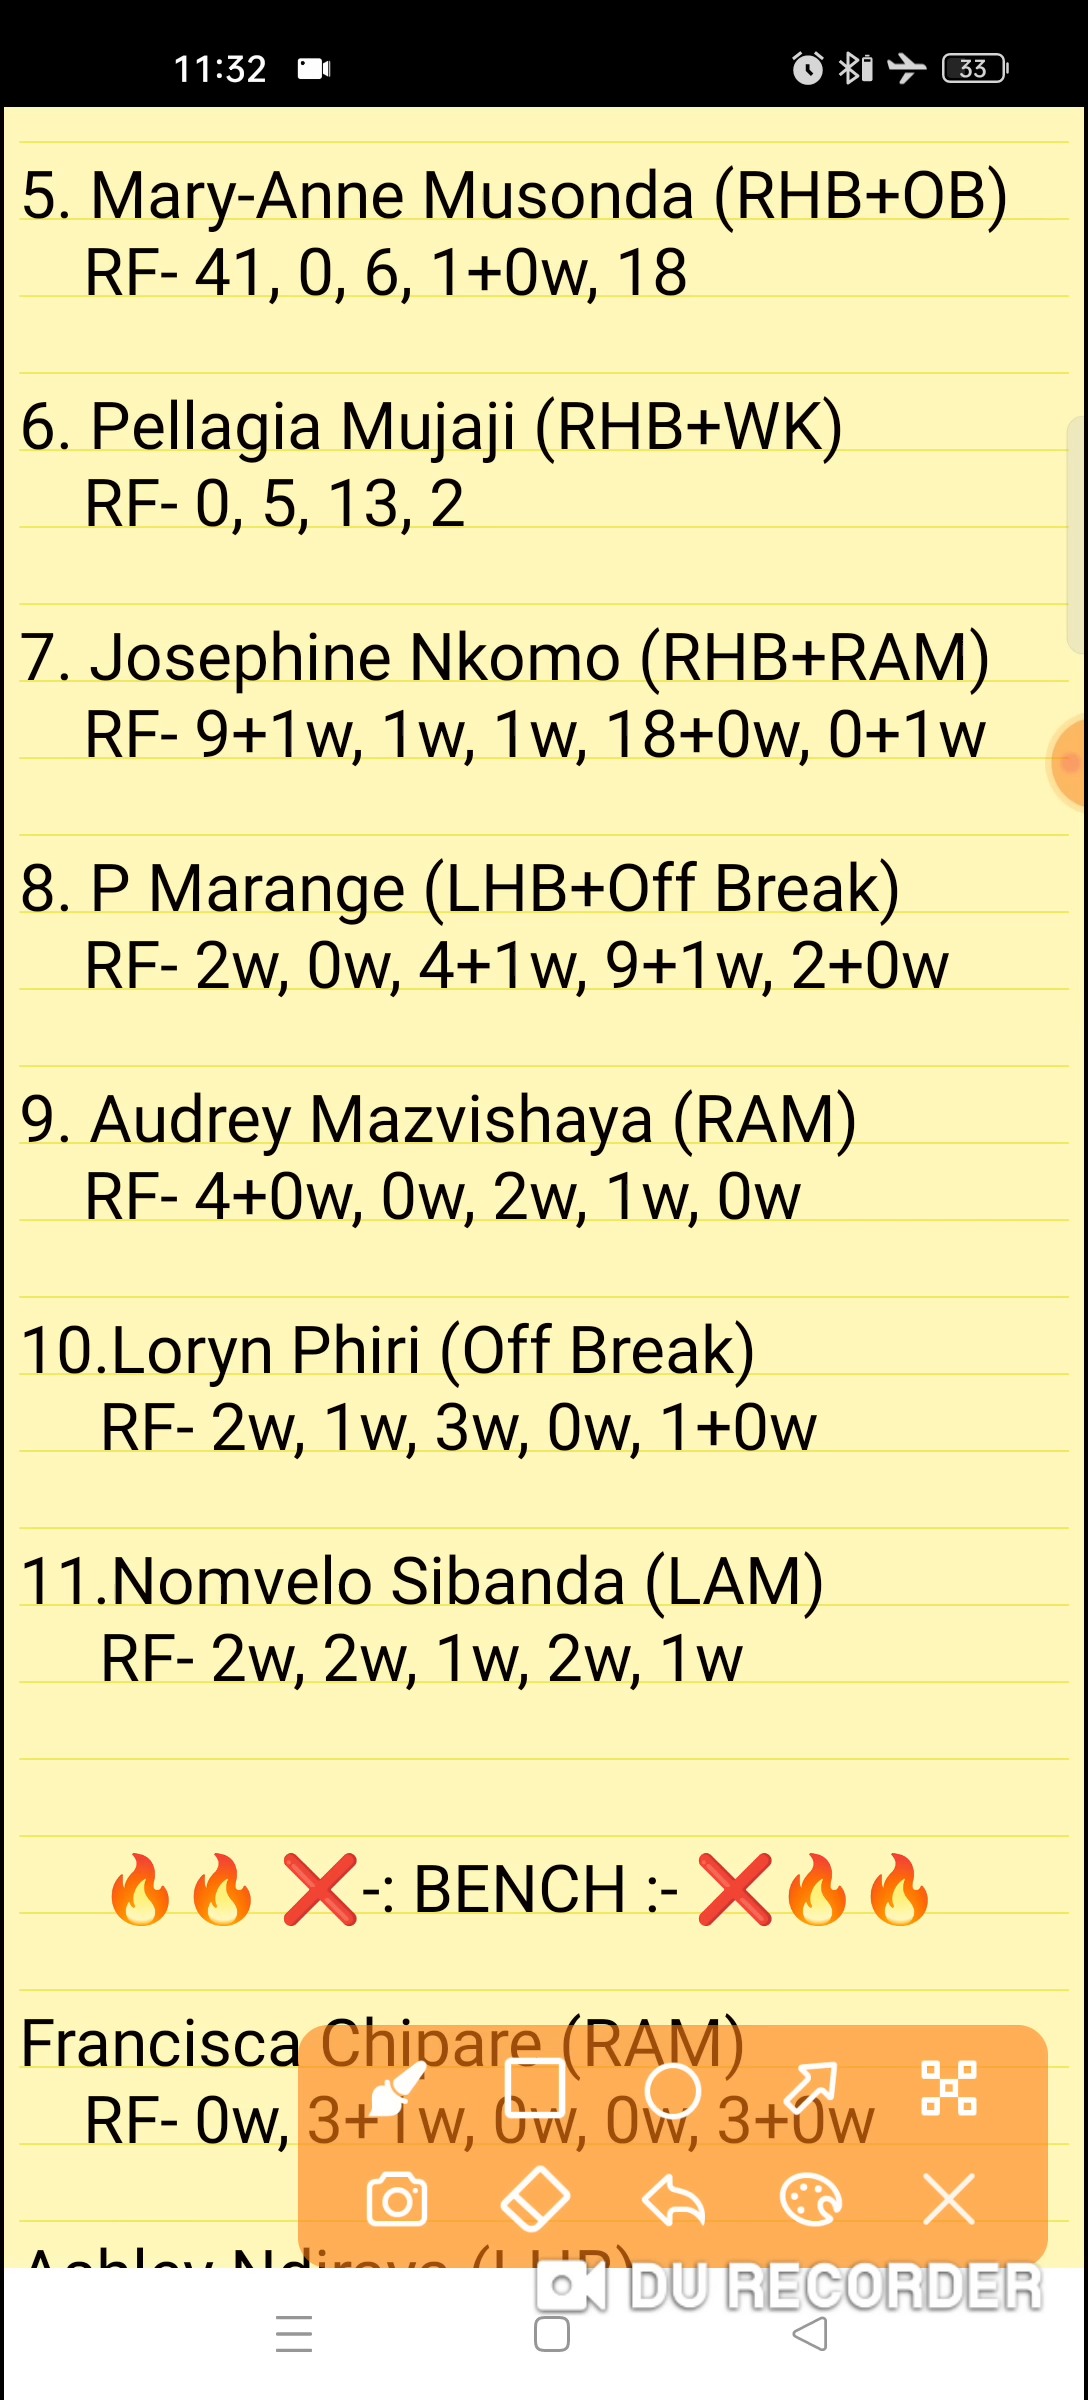 11:32
33
5. Mary-Anne Musonda (RHB+OB)
RF- 41, 0, 6, 1+0w, 18
6. Pellagia Mujaji (RHB+WK)
RF- 0, 5, 13, 2
7. Josephine Nkomo (RHB+RAM)
RF- 9+1w, 1w, 1w, 18+0w, 0+1w
8. P Marange (LHB+Off Break)
RF- 2w, 0w, 4+1w, 9+1w, 2+0w
9. Audrey Mazvishaya (RAM)
RF- 4+0w, 0w, 2w, 1w, 0w
10.Loryn Phiri (Off Break)
RF- 2w, 1w, 3w, 0w, 1+0w
11.Nomvelo Sibanda (LAM)
RF- 2w, 2w, 1w, 2w, 1w
🔥🔥 ❌-: BENCH :- ❌🔥🔥
Francisca Chipare (RAM)
RF- 0w, 3+1w, 0w, 0w, 3+0w
Ashley Ndiraya (LHB)
DU RECORDER